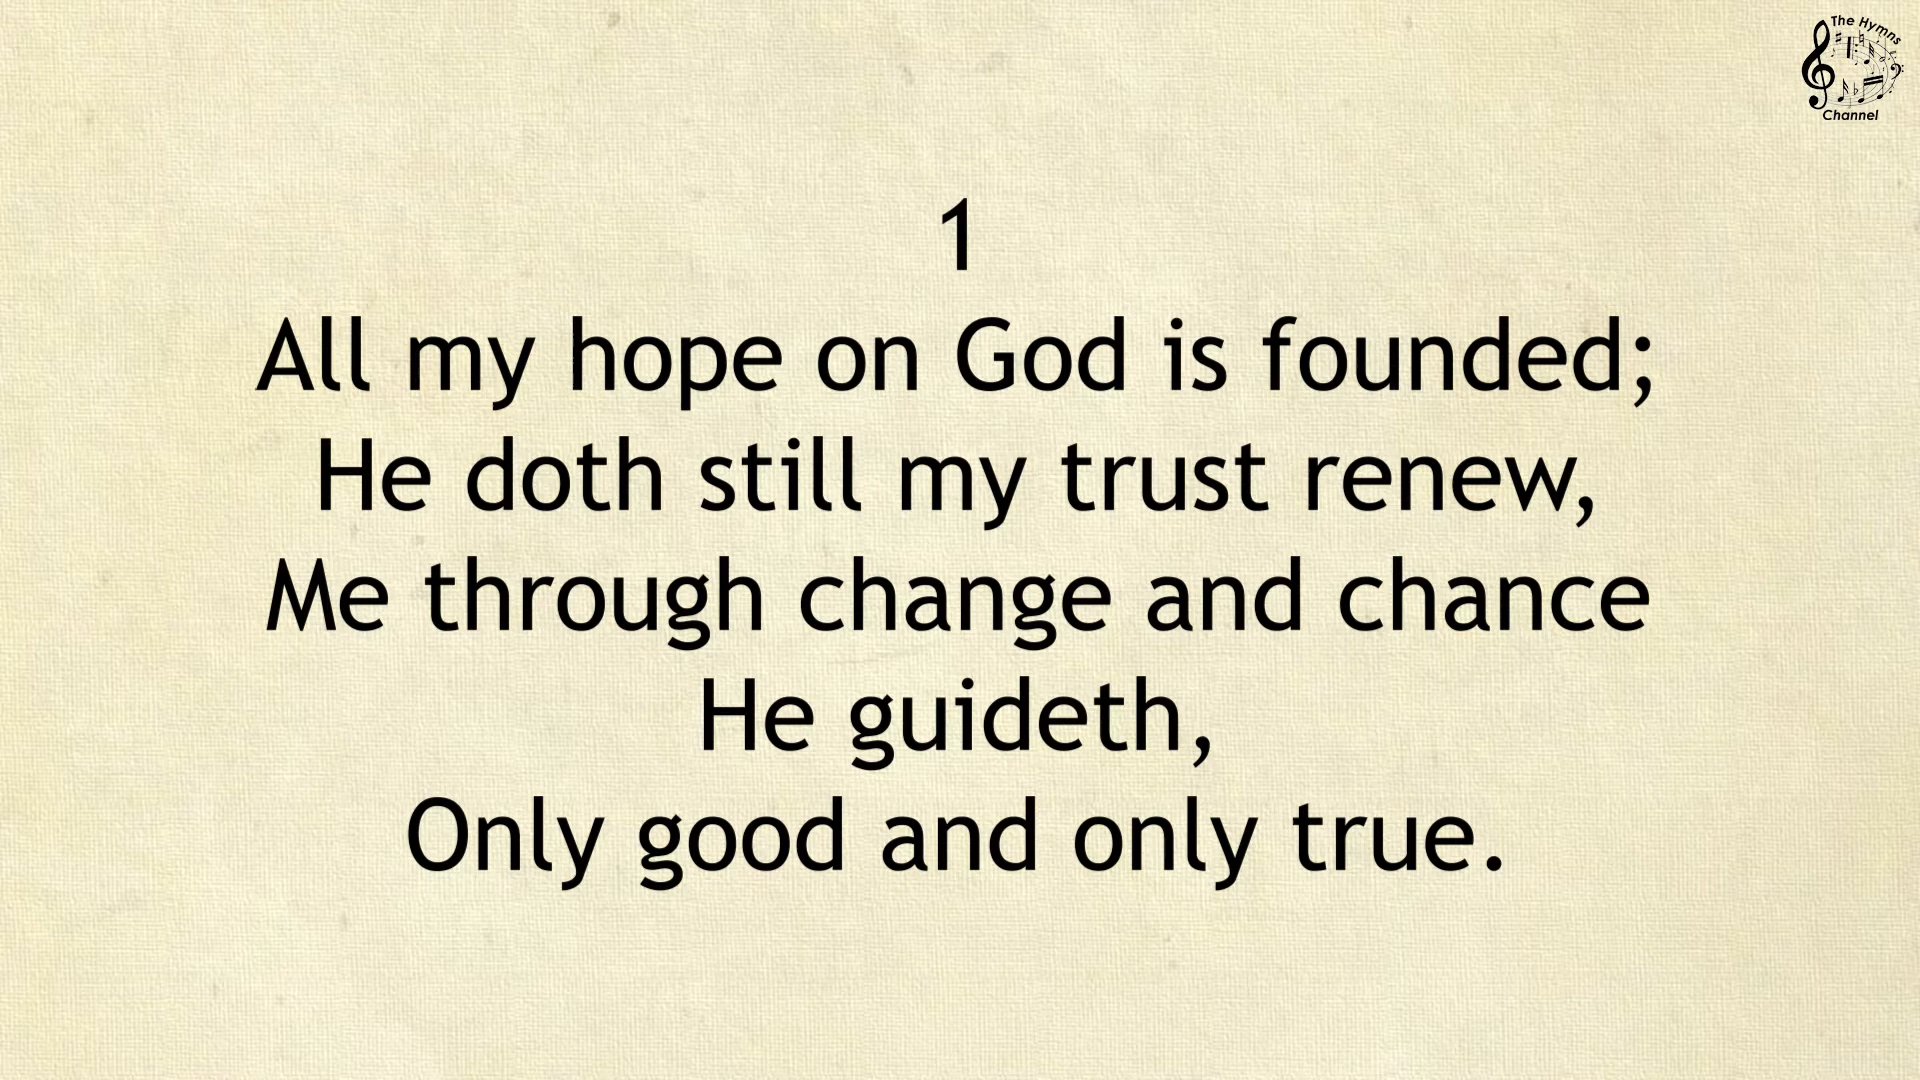 The Hymns
Channel
1
All my hope on God is founded;
He doth still my trust renew,
Me through change and chance
He guideth,
Only good and only true.